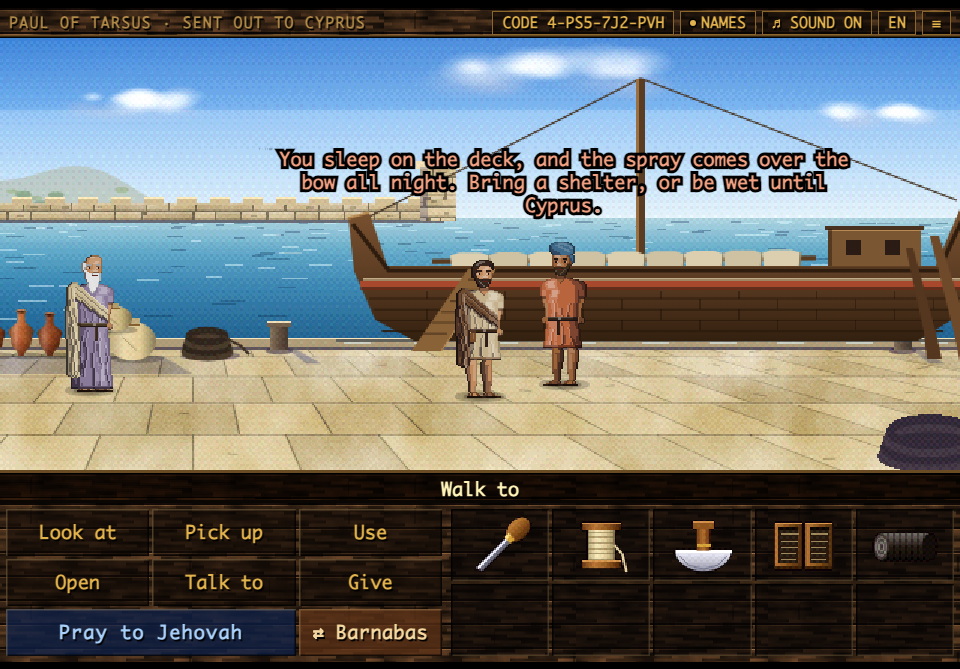 PAUL OF TARSUS · SENT OUT TO CYPRUS
CODE 4-PS5-7J2-PVH
• NAMES
♬ SOUND ON
EN
≡
You sleep on the deck, and the spray comes over the
bow all night. Bring a shelter, or be wet until
Cyprus.
Walk to
Look at
Pick up
Use
Open
Talk to
Give
Pray to Jehovah
⇄ Barnabas